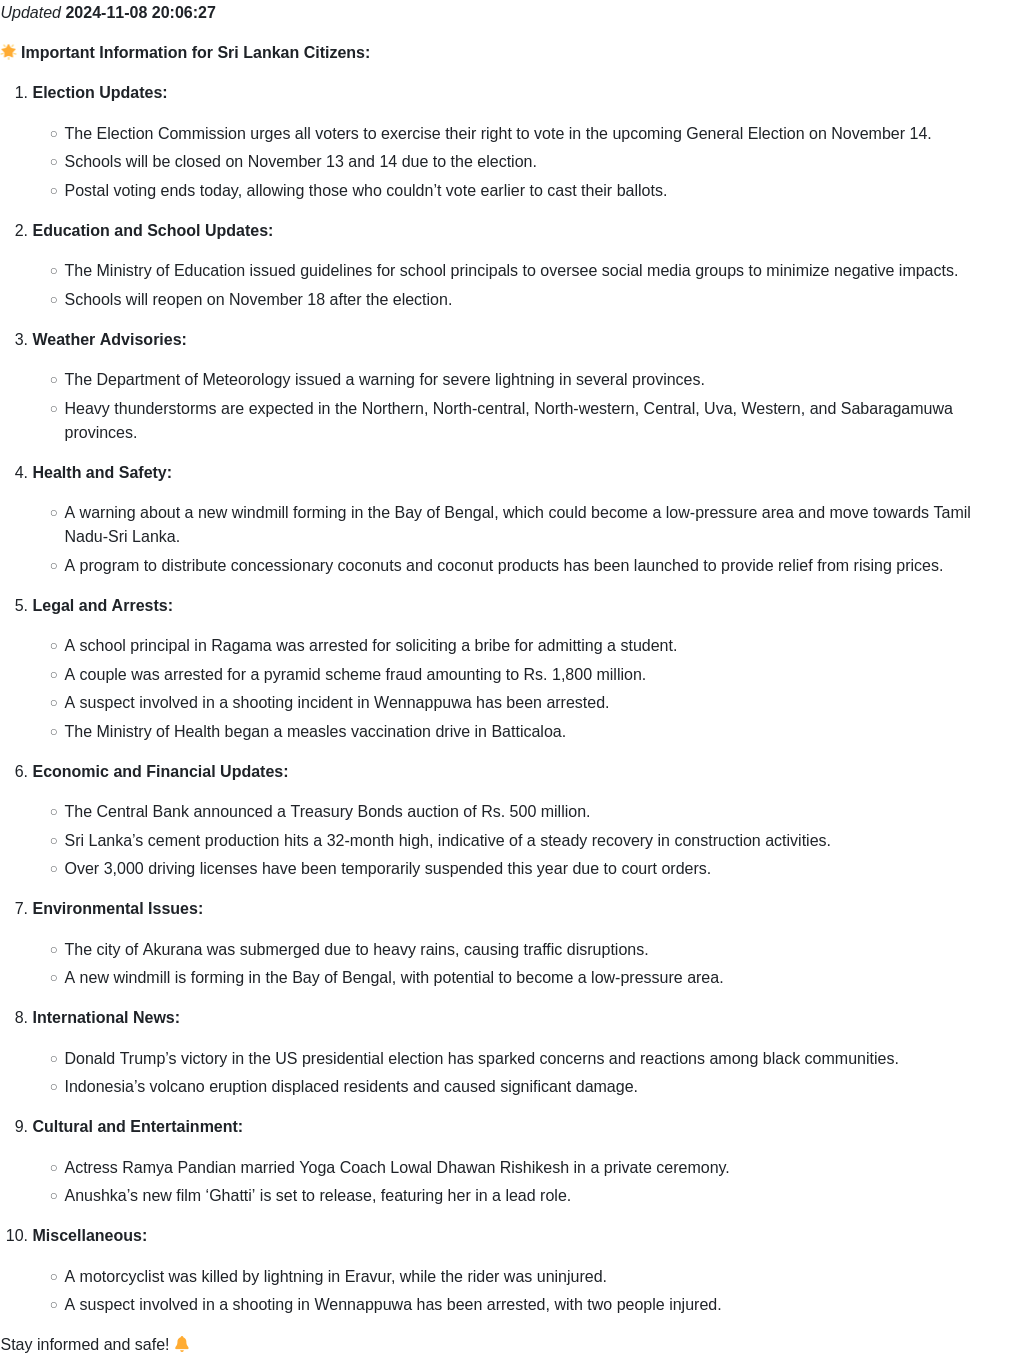 Updated 2024-11-08 20:06:27
Important Information for Sri Lankan Citizens:
1. Election Updates:
○ The Election Commission urges all voters to exercise their right to vote in the upcoming General Election on November 14.
○ Schools will be closed on November 13 and 14 due to the election.
○ Postal voting ends today, allowing those who couldn’t vote earlier to cast their ballots.
2. Education and School Updates:
○ The Ministry of Education issued guidelines for school principals to oversee social media groups to minimize negative impacts.
○ Schools will reopen on November 18 after the election.
3. Weather Advisories:
○ The Department of Meteorology issued a warning for severe lightning in several provinces.
○ Heavy thunderstorms are expected in the Northern, North-central, North-western, Central, Uva, Western, and Sabaragamuwa
provinces.
4. Health and Safety:
○ A warning about a new windmill forming in the Bay of Bengal, which could become a low-pressure area and move towards Tamil
Nadu-Sri Lanka.
○ A program to distribute concessionary coconuts and coconut products has been launched to provide relief from rising prices.
5. Legal and Arrests:
○ A school principal in Ragama was arrested for soliciting a bribe for admitting a student.
○ A couple was arrested for a pyramid scheme fraud amounting to Rs. 1,800 million.
○ A suspect involved in a shooting incident in Wennappuwa has been arrested.
○ The Ministry of Health began a measles vaccination drive in Batticaloa.
6. Economic and Financial Updates:
○ The Central Bank announced a Treasury Bonds auction of Rs. 500 million.
○ Sri Lanka’s cement production hits a 32-month high, indicative of a steady recovery in construction activities.
○ Over 3,000 driving licenses have been temporarily suspended this year due to court orders.
7. Environmental Issues:
○ The city of Akurana was submerged due to heavy rains, causing traffic disruptions.
○ A new windmill is forming in the Bay of Bengal, with potential to become a low-pressure area.
8. International News:
○ Donald Trump’s victory in the US presidential election has sparked concerns and reactions among black communities.
○ Indonesia’s volcano eruption displaced residents and caused significant damage.
9. Cultural and Entertainment:
○ Actress Ramya Pandian married Yoga Coach Lowal Dhawan Rishikesh in a private ceremony.
○ Anushka’s new film ‘Ghatti’ is set to release, featuring her in a lead role.
10. Miscellaneous:
○ A motorcyclist was killed by lightning in Eravur, while the rider was uninjured.
○ A suspect involved in a shooting in Wennappuwa has been arrested, with two people injured.
Stay informed and safe!